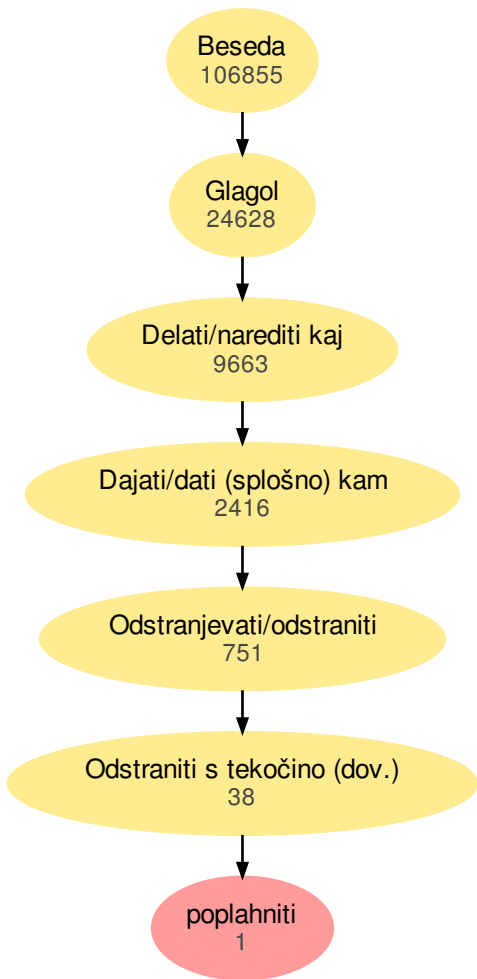 Beseda
106855
Glagol
24628
Delati/narediti kaj
9663
Dajati/dati (splošno) kam
2416
Odstranjevati/odstraniti
751
Odstraniti s tekočino (dov.)
38
poplahniti
1